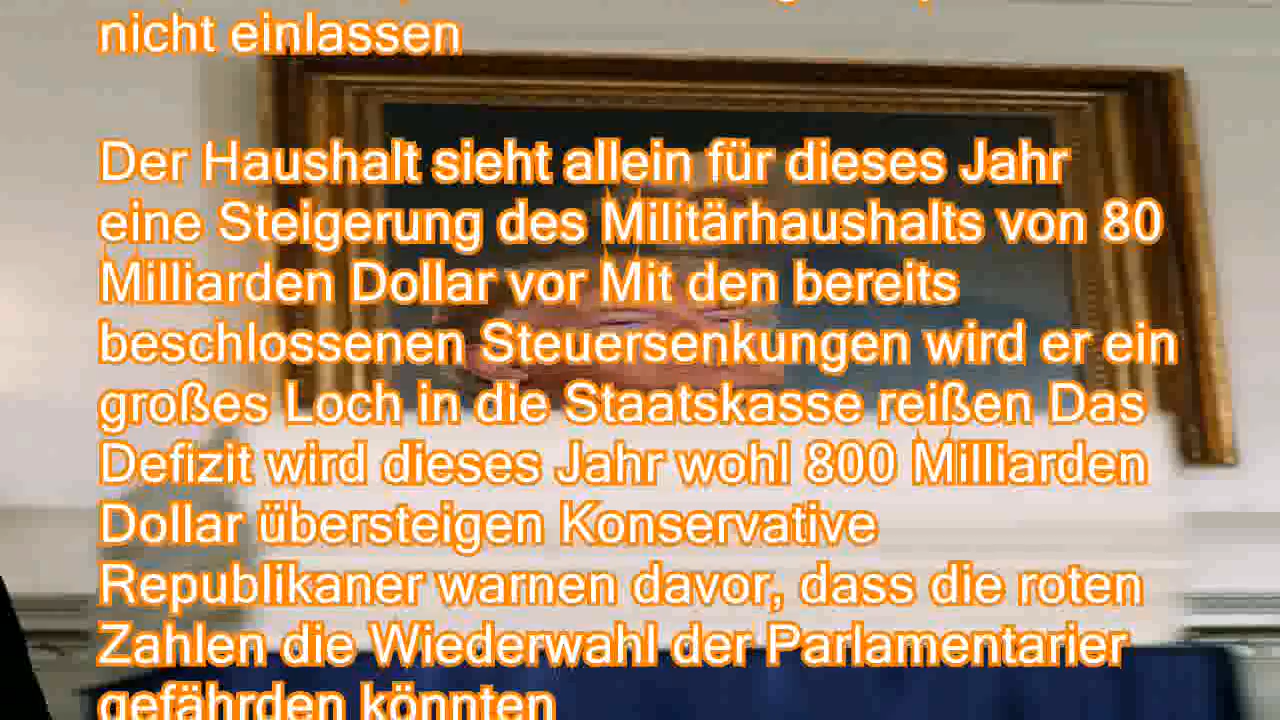 nicht einlassen
Der Haushalt sieht allein für dieses Jahr
eine Steigerung des Militärhaushalts von 80
Milliarden Dollar vor Mit den bereits
beschlossenen Steuersenkungen wird er ein
großes Loch in die Staatskasse reißen Das
Defizit wird dieses Jahr wohl 800 Milliarden
Dollar übersteigen Konservative
Republikaner warnen davor, dass die roten
Zahlen die Wiederwahl der Parlamentarier
gefährden könnten